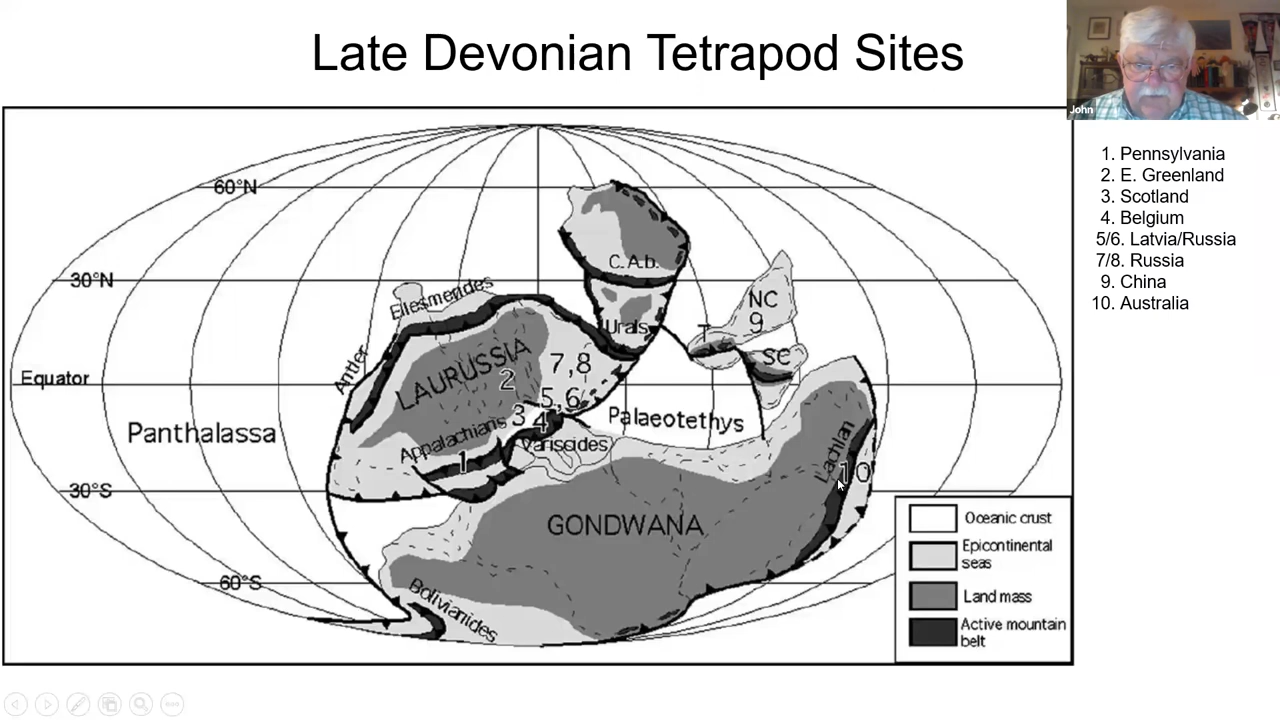 Late Devonian Tetrapod Sites
John
1. Pennsylvania
2. E. Greenland
3. Scotland
4. Belgium
5/6. Latvia/Russia
7/8. Russia
9. China
10. Australia
60°N
30°N
C.A.b.
Ellesmerides
NC
9
Urals
T
SC
Antler
LAURUSSIA
7,8
2
Equator
5,6
3
4
Palaeotethys
Panthalassa
Appalachians
Variscides
1
Lachlan
10
30°S
GONDWANA
60°S
Bolivianides
Oceanic crust
Epicontinental
seas
Land mass
Active mountain
belt